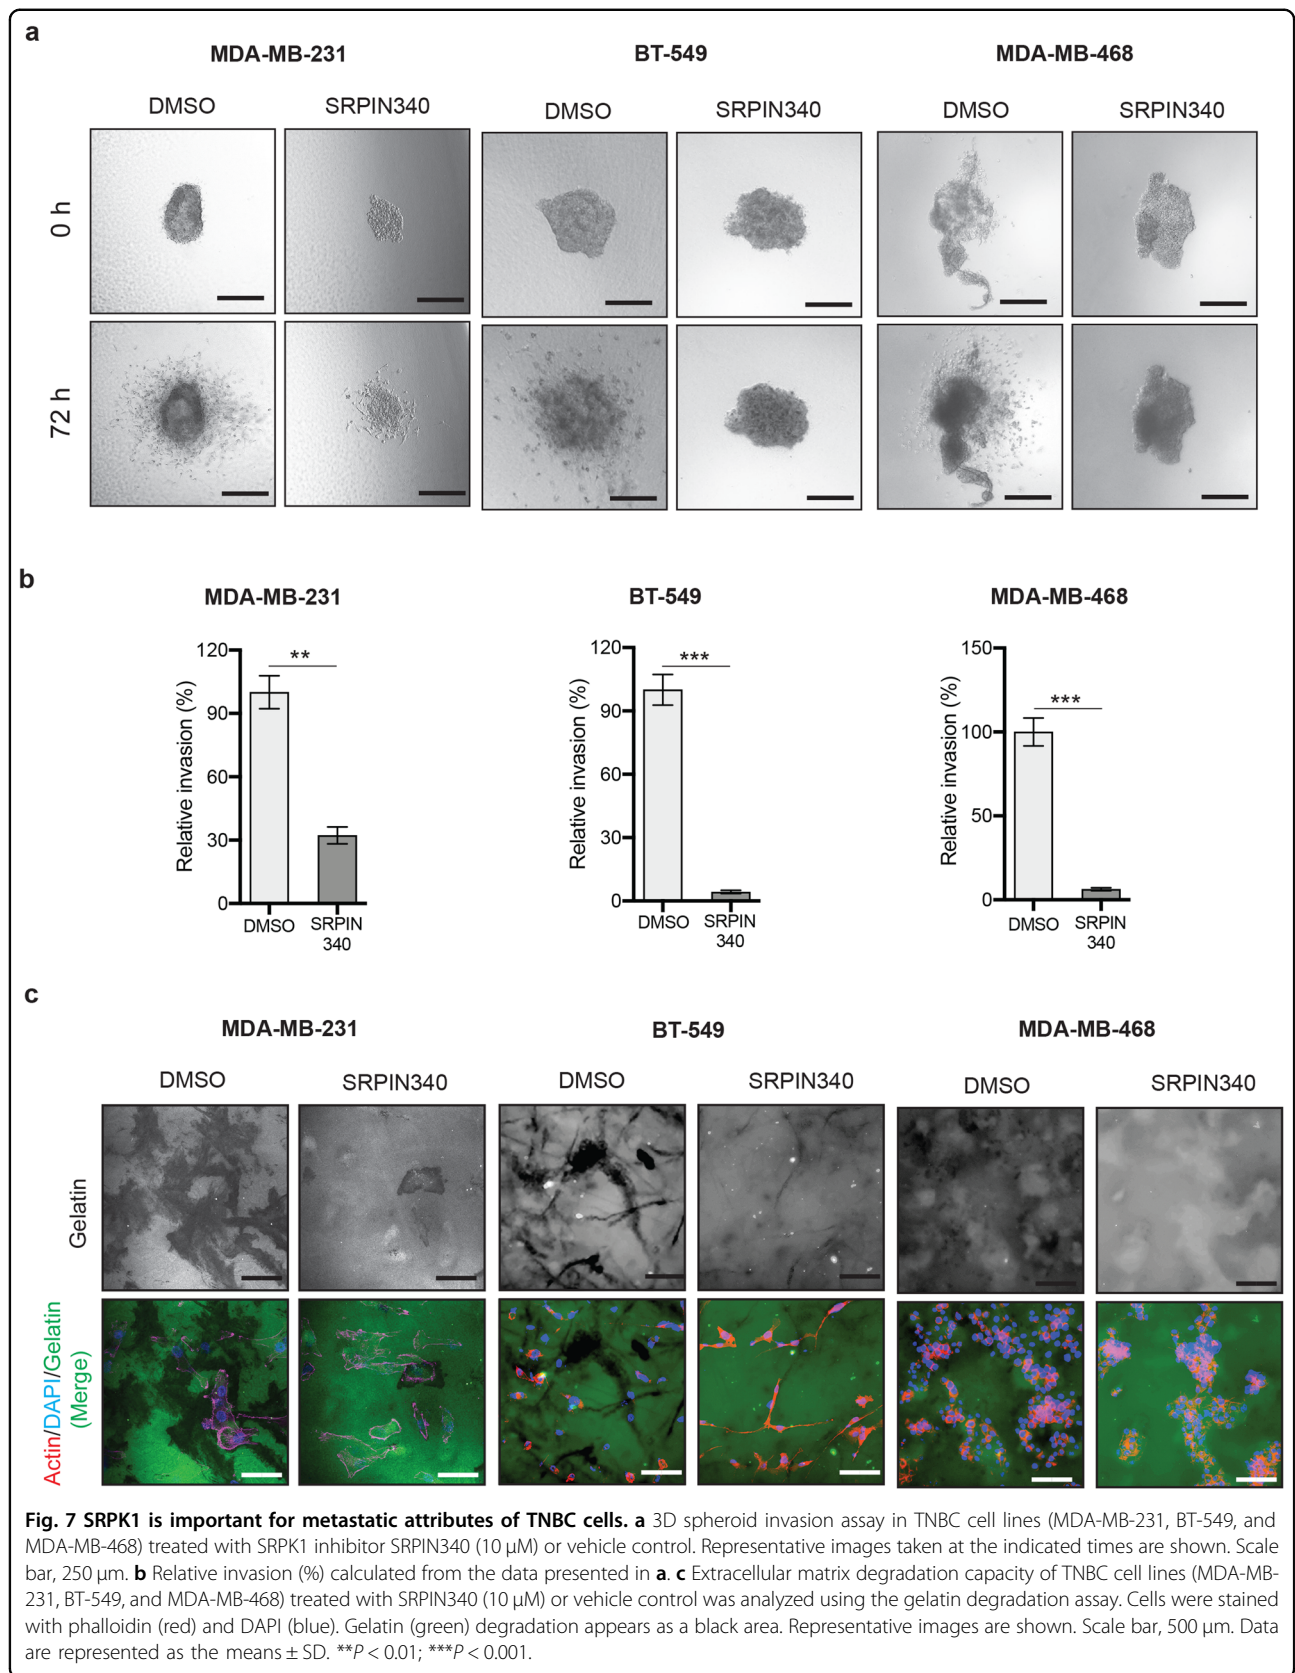 a
MDA-MB-231
BT-549
MDA-MB-468
DMSO
SRPIN340
DMSO
SRPIN340
DMSO
SRPIN340
0 h
72 h
b
MDA-MB-231
BT-549
MDA-MB-468
Relative invasion (%)
120
90
60
30
0
**
DMSO
SRPIN
340
Relative invasion (%)
120
90
60
30
0
***
DMSO
SRPIN
340
Relative invasion (%)
150
100
50
0
***
DMSO
SRPIN
340
c
MDA-MB-231
BT-549
MDA-MB-468
DMSO
SRPIN340
DMSO
SRPIN340
DMSO
SRPIN340
Gelatin
Actin/DAPI/Gelatin
(Merge)
Fig. 7 SRPK1 is important for metastatic attributes of TNBC cells. a 3D spheroid invasion assay in TNBC cell lines (MDA-MB-231, BT-549, and
MDA-MB-468) treated with SRPK1 inhibitor SRPIN340 (10 µM) or vehicle control. Representative images taken at the indicated times are shown. Scale
bar, 250 µm. b Relative invasion (%) calculated from the data presented in a. c Extracellular matrix degradation capacity of TNBC cell lines (MDA-MB-
231, BT-549, and MDA-MB-468) treated with SRPIN340 (10 µM) or vehicle control was analyzed using the gelatin degradation assay. Cells were stained
with phalloidin (red) and DAPI (blue). Gelatin (green) degradation appears as a black area. Representative images are shown. Scale bar, 500 µm. Data
are represented as the means ± SD. **P < 0.01; ***P < 0.001.